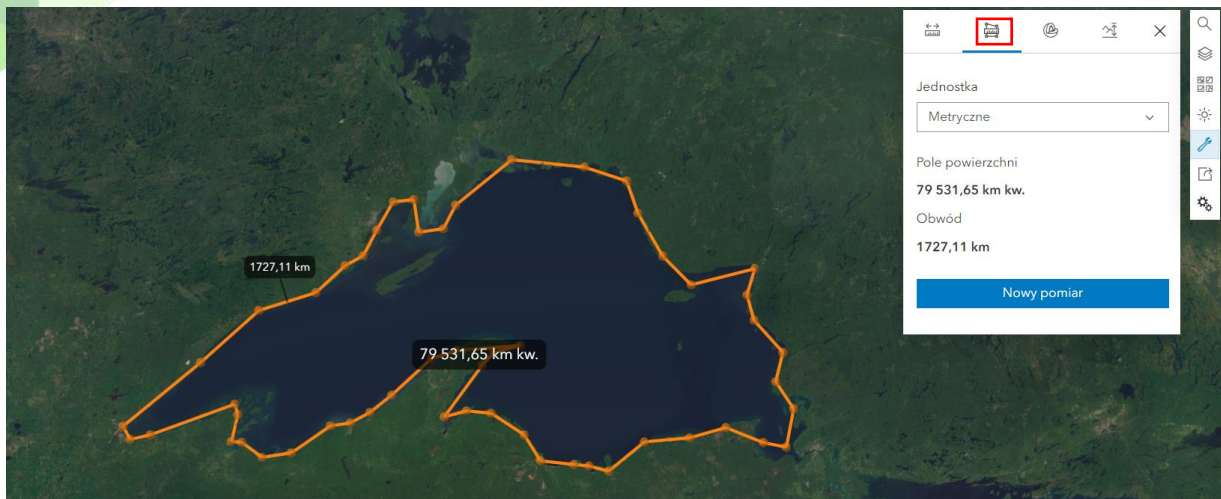 Jednostka
Metryczne
Pole powierzchni
79 531,65 km kw.
Obwód
1727,11 km
Nowy pomiar
1727,11 km
79 531,65 km kw.